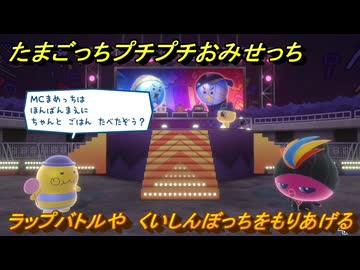 たまごっちプチプチおみせっち
MCまめっちは
ほんばんまえに
ちゃんと ごはん たべたぞう？
ラップバトルや　くいしんぼっちをもりあげる